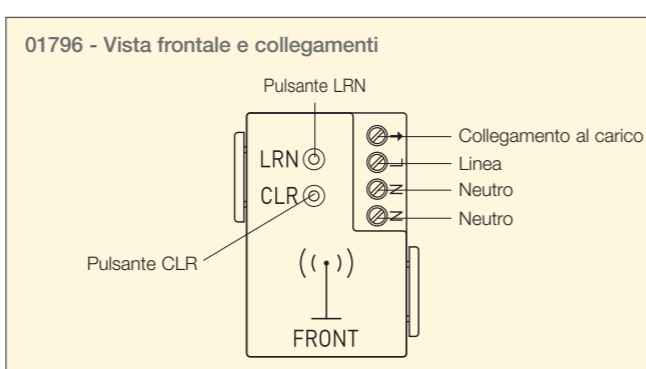 01796 - Vista frontale e collegamenti
Pulsante LRN
Collegamento al carico
LRN
L
Linea
CLR
N
Neutro
N
Neutro
Pulsante CLR
FRONT